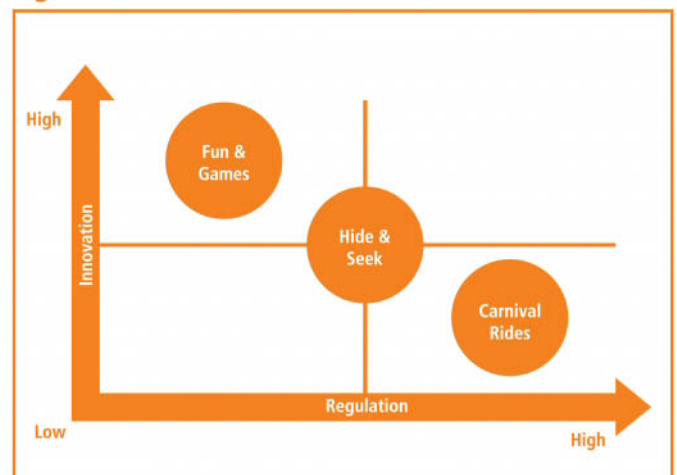 High
Fun &
Games
Innovation
Hide &
Seek
Carnival
Rides
Regulation
Low
High